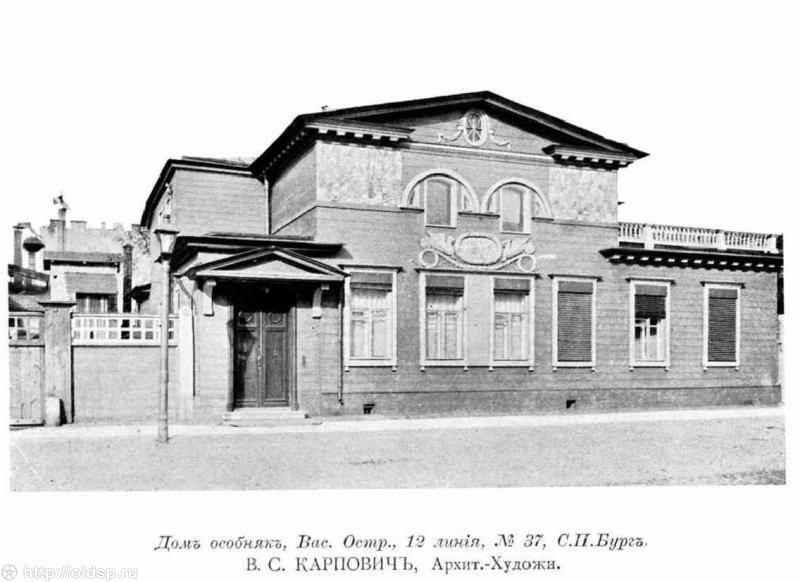 Домъ особнякъ, Вас. Остр., 12 линія, № 37, С.П.Бургъ.
В. С. КАРПОВИЧЪ, Архит.-Художн.
http://oldsp.ru